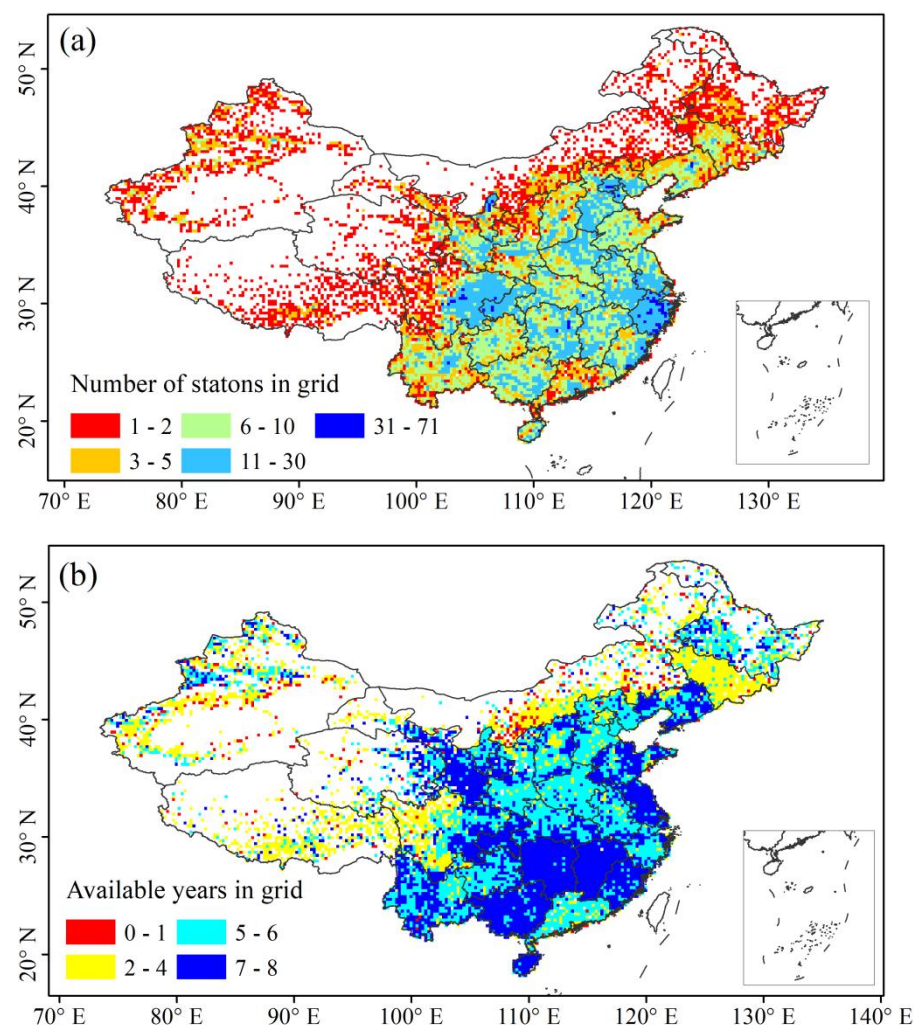 (a)
50° N
40° N
30° N
20° N
Number of statons in grid
1 - 2
6 - 10
31 - 71
3 - 5
11 - 30
70° E
80° E
90° E
100° E
110° E
120° E
130° E
(b)
50° N
40° N
30° N
20° N
Available years in grid
0 - 1
5 - 6
2 - 4
7 - 8
70° E
80° E
90° E
100° E
110° E
120° E
130° E
140° E